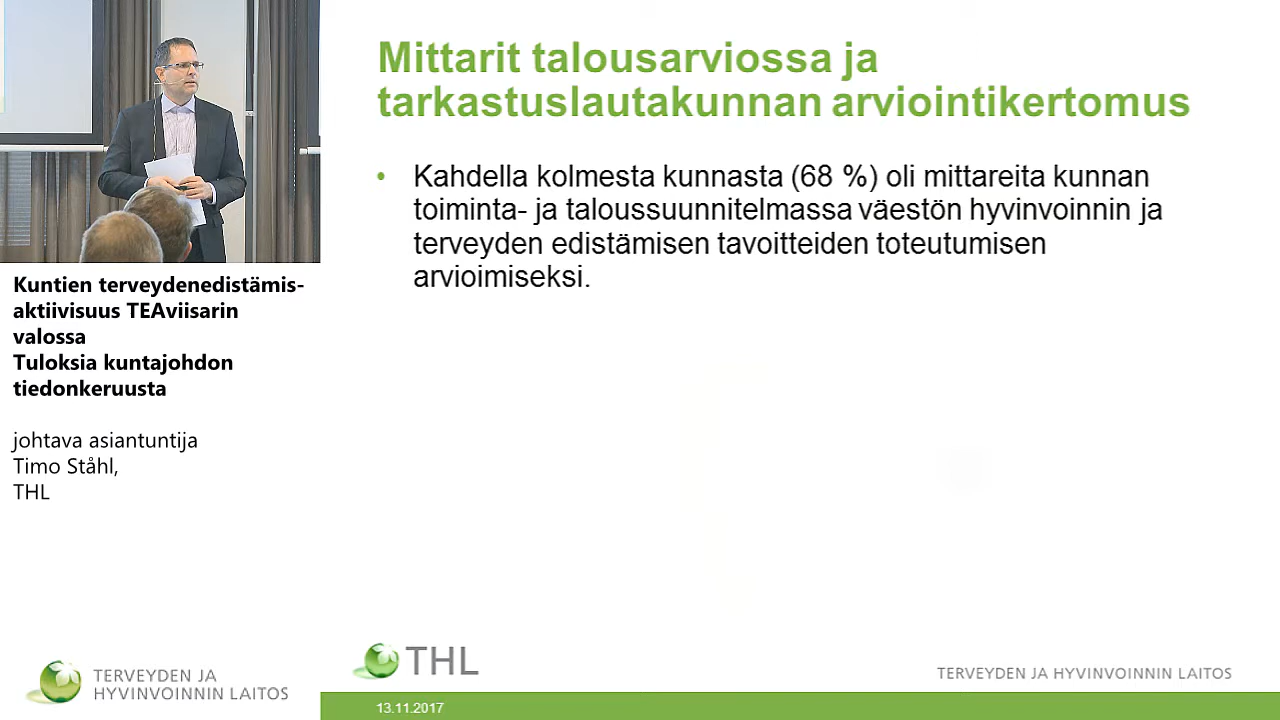 Mittarit talousarviossa ja
tarkastuslautakunnan arviointikertomus
• Kahdella kolmesta kunnasta (68 %) oli mittareita kunnan
toiminta- ja taloussuunnitelmassa väestön hyvinvoinnin ja
terveyden edistämisen tavoitteiden toteutumisen
arvioimiseksi.
Kuntien terveydenedistämis-
aktiivisuus TEAviisarin
valossa
Tuloksia kuntajohdon
tiedonkeruusta
johtava asiantuntija
Timo Ståhl,
THL
TERVEYDEN JA
HYVINVOINNIN LAITOS
THL
TERVEYDEN JA HYVINVOINNIN LAITOS
13.11.2017